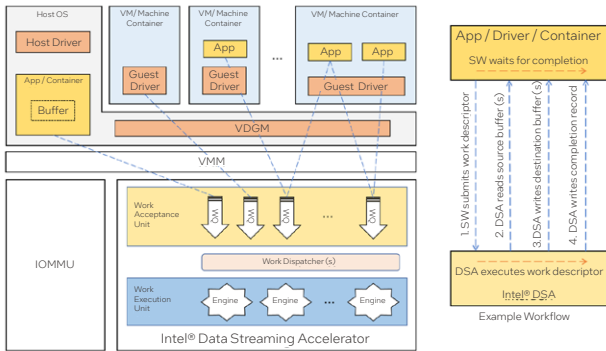 Host OS
Host Driver
App / Container
Buffer
VM/ Machine
Container
Guest
Driver
VM/ Machine
Container
App
Guest
Driver
...
VM/ Machine Container
App
App
Guest Driver
VDGM
VMM
IOMMU
Work
Acceptance
Unit
WQ
WQ
WQ
...
WQ
Work Dispatcher(s)
Work
Execution
Unit
Engine
Engine
Engine
...
Engine
Intel® Data Streaming Accelerator
App / Driver / Container
SW waits for completion
1. SW submits work descriptor
2. DSA reads source buffer (s)
3.DSA writes destination buffer(s)
4. DSA writes completion record
DSA executes work descriptor
Intel® DSA
Example Workflow